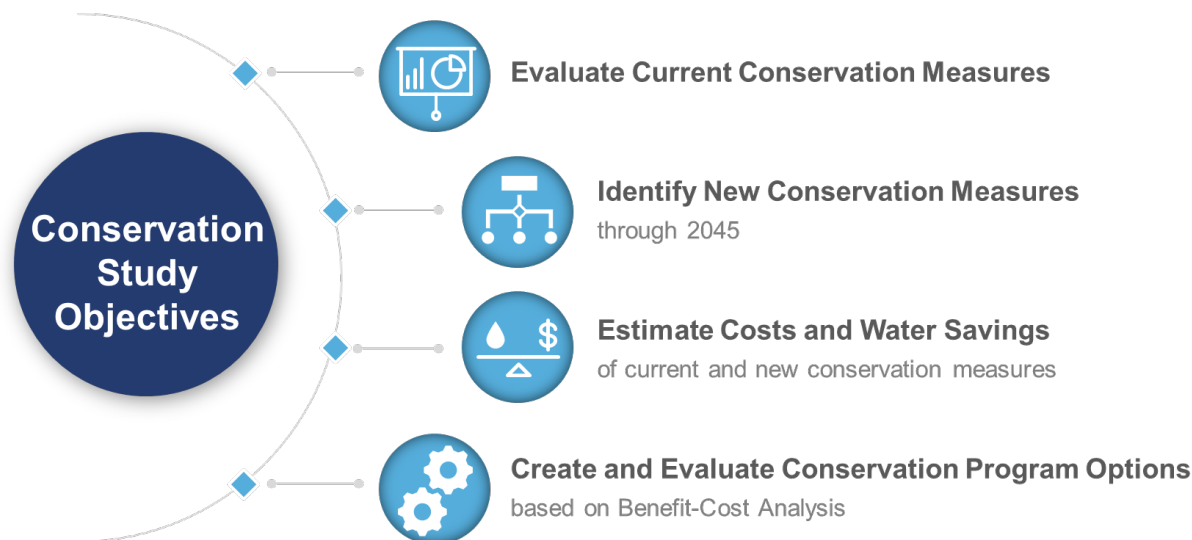 Conservation
Study
Objectives
Evaluate Current Conservation Measures
Identify New Conservation Measures
through 2045
$
Estimate Costs and Water Savings
of current and new conservation measures
Create and Evaluate Conservation Program Options
based on Benefit-Cost Analysis